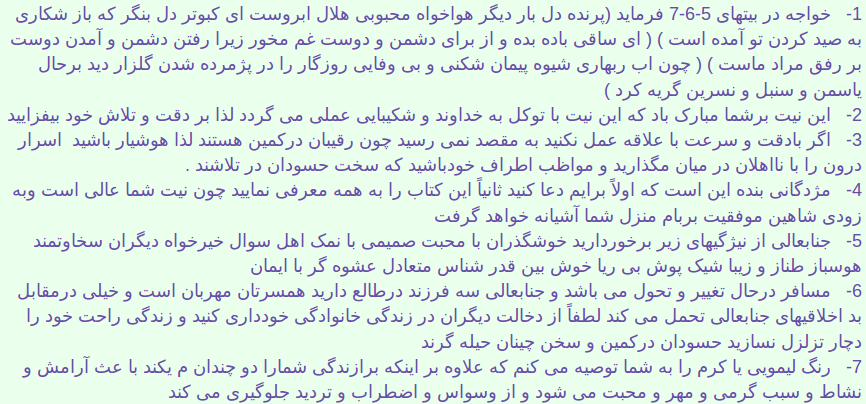 1- خواجه در بیتهای 5-6-7 فرماید (پرنده دل بار دیگر هواخواه محبوبی هلال ابروست ای کبوتر دل بنگر که باز شکاری
به صید کردن تو آمده است ) ( ای ساقی باده بده و از برای دشمن و دوست غم مخور زیرا رفتن دشمن و آمدن دوست
بر رفق مراد ماست ) ( چون اب ربهاری شیوه پیمان شکنی و بی وفایی روزگار را در پژمرده شدن گلزار دید برحال
یاسمن و سنبل و نسرین گریه کرد )
2- این نیت برشما مبارک باد که این نیت با توکل به خداوند و شکیبایی عملی می گردد لذا بر دقت و تلاش خود بیفزایید
3- اگر بادقت و سرعت با علاقه عمل نکنید به مقصد نمی رسید چون رقیبان درکمین هستند لذا هوشیار باشید اسرار
درون را با نااهلان در میان مگذارید و مواظب اطراف خودباشید که سخت حسودان در تلاشند .
4- مژدگانی بنده این است که اولاً برایم دعا کنید ثانیاً این کتاب را به همه معرفی نمایید چون نیت شما عالی است وبه
زودی شاهین موفقیت بربام منزل شما آشیانه خواهد گرفت
5- جنابعالی از نیژگیهای زیر برخوردارید خوشگذران با محبت صمیمی با نمک اهل سوال خیرخواه دیگران سخاوتمند
هوسباز طناز و زیبا شیک پوش بی ریا خوش بین قدر شناس متعادل عشوه گر با ایمان
6- مسافر درحال تغییر و تحول می باشد و جنابعالی سه فرزند درطالع دارید همسرتان مهربان است و خیلی درمقابل
بد اخلاقیهای جنابعالی تحمل می کند لطفاً از دخالت دیگران در زندگی خانوادگی خودداری کنید و زندگی راحت خود را
دچار تزلزل نسازید حسودان درکمین و سخن چینان حیله گرند
7- رنگ لیمویی یا کرم را به شما توصیه می کنم که علاوه بر اینکه برازندگی شمارا دو چندان م یکند با عث آرامش و
نشاط و سبب گرمی و مهر و محبت می شود و از وسواس و اضطراب و تردید جلوگیری می کند